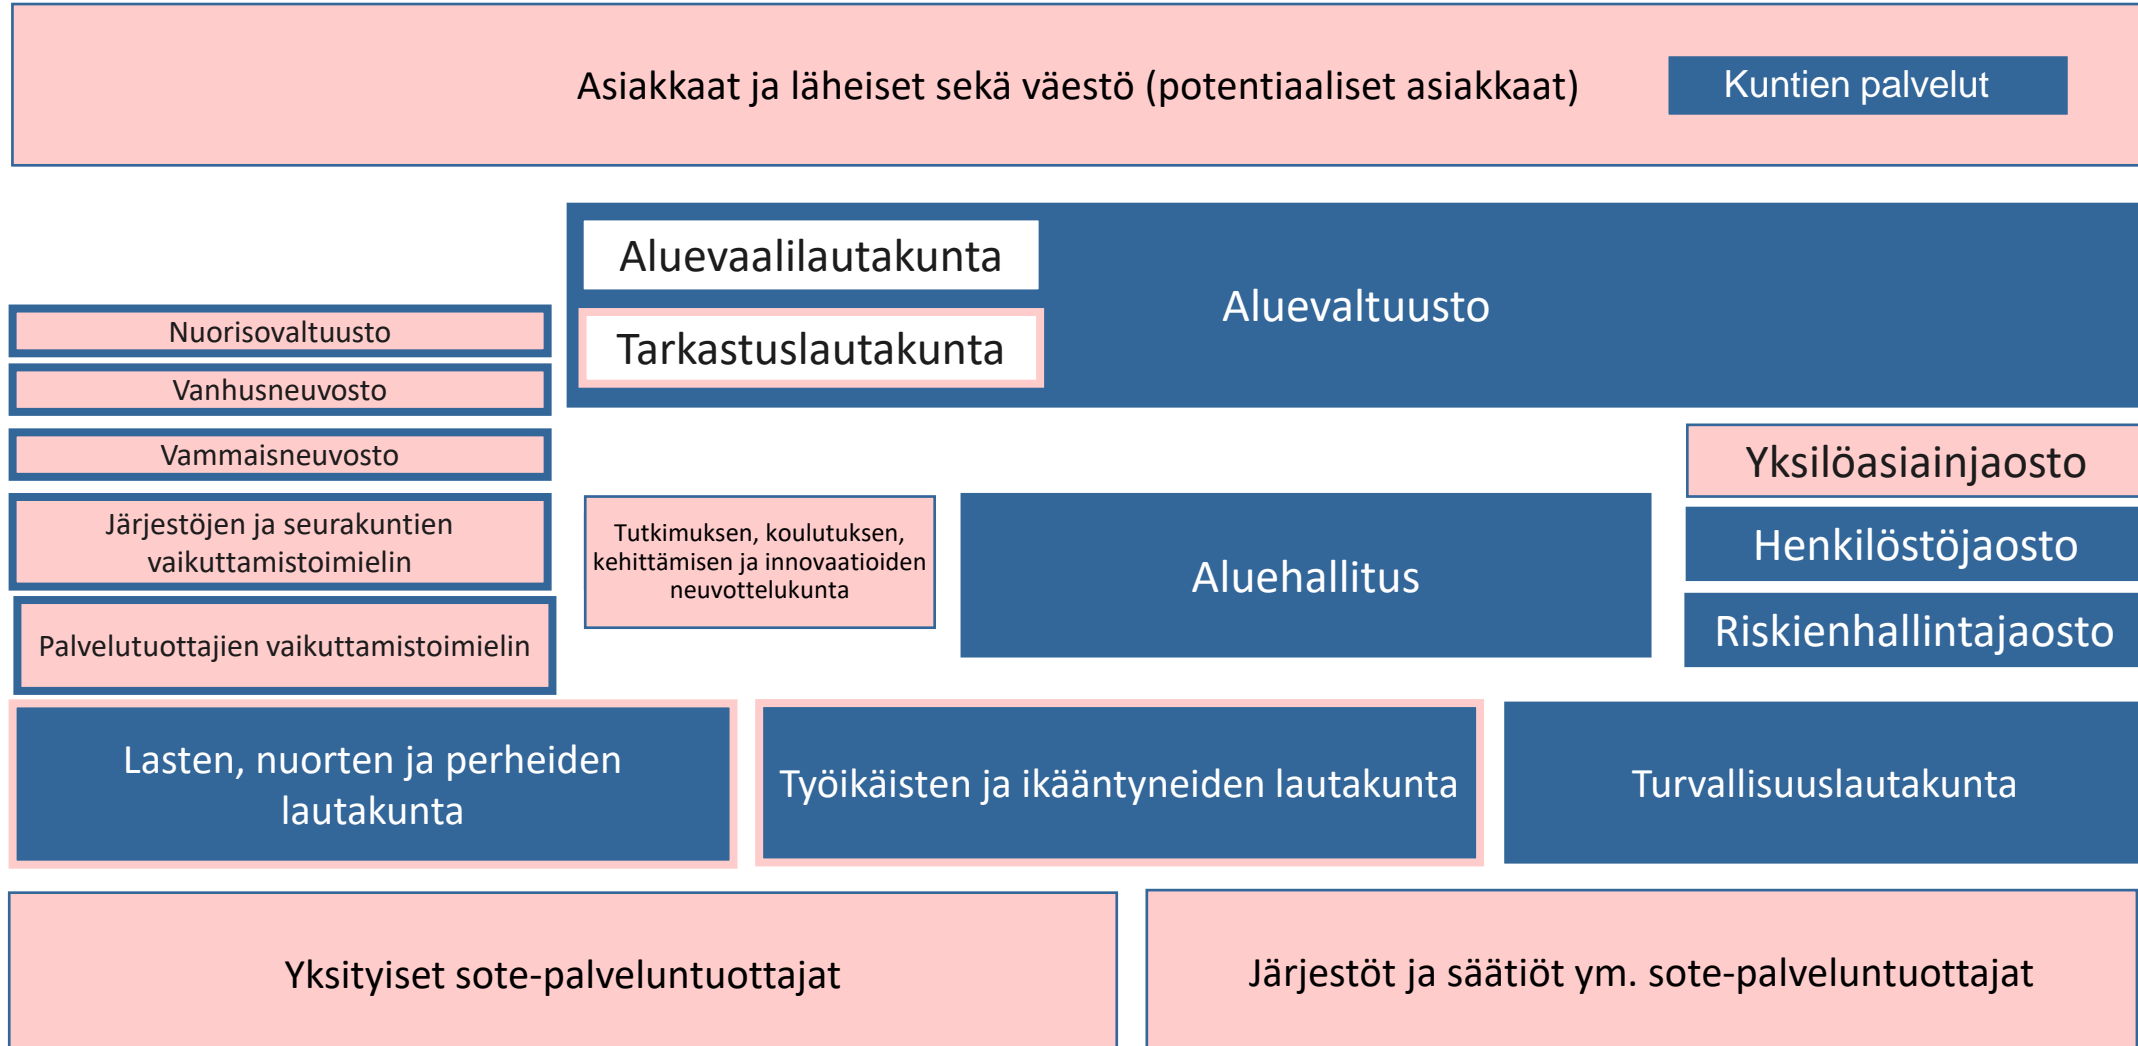 Asiakkaat ja läheiset sekä väestö (potentiaaliset asiakkaat)
Kuntien palvelut
Aluevaalilautakunta
Tarkastuslautakunta
Aluevaltuusto
Nuorisovaltuusto
Vanhusneuvosto
Vammaisneuvosto
Järjestöjen ja seurakuntien
vaikuttamistoimielin
Palvelutuottajien vaikuttamistoimielin
Tutkimuksen, koulutuksen,
kehittämisen ja innovaatioiden
neuvottelukunta
Aluehallitus
Yksilöasiainjaosto
Henkilöstöjaosto
Riskienhallintajaosto
Lasten, nuorten ja perheiden
lautakunta
Työikäisten ja ikääntyneiden lautakunta
Turvallisuuslautakunta
Yksityiset sote-palveluntuottajat
Järjestöt ja säätiöt ym. sote-palveluntuottajat